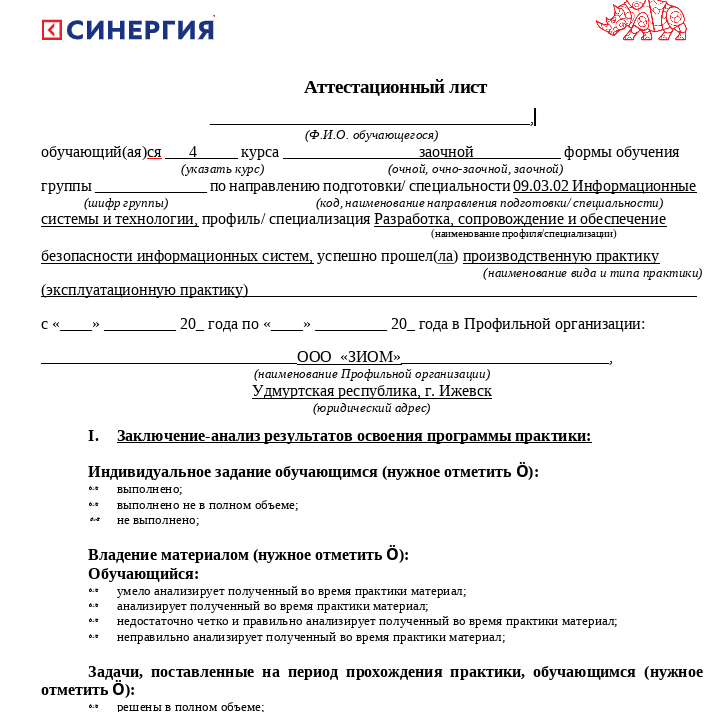 СИНЕРГИЯ
Аттестационный лист
________________________________________,
(Ф.И.О. обучающегося)
обучающий(ая)ся ___4_____ курса _________________заочной___________ формы обучения
(указать курс) (очной, очно-заочной, заочной)
группы ______________ по направлению подготовки/ специальности 09.03.02 Информационные
(шифр группы) (код, наименование направления подготовки/ специальности)
системы и технологии, профиль/ специализация Разработка, сопровождение и обеспечение
(наименование профиля/специализации)
безопасности информационных систем, успешно прошел(ла) производственную практику
(наименование вида и типа практики)
(эксплуатационную практику)
с «____» _________ 20_ года по «____» _________ 20_ года в Профильной организации:
________________________________ООО «ЗИОМ»__________________________,
(наименование Профильной организации)
Удмуртская республика, г. Ижевск
(юридический адрес)
I. Заключение-анализ результатов освоения программы практики:
Индивидуальное задание обучающимся (нужное отметить Ö):
выполнено;
выполнено не в полном объеме;
не выполнено;
Владение материалом (нужное отметить Ö):
Обучающийся:
умело анализирует полученный во время практики материал;
анализирует полученный во время практики материал;
недостаточно четко и правильно анализирует полученный во время практики материал;
неправильно анализирует полученный во время практики материал;
Задачи, поставленные на период прохождения практики, обучающимся (нужное
отметить Ö):
решены в полном объеме;